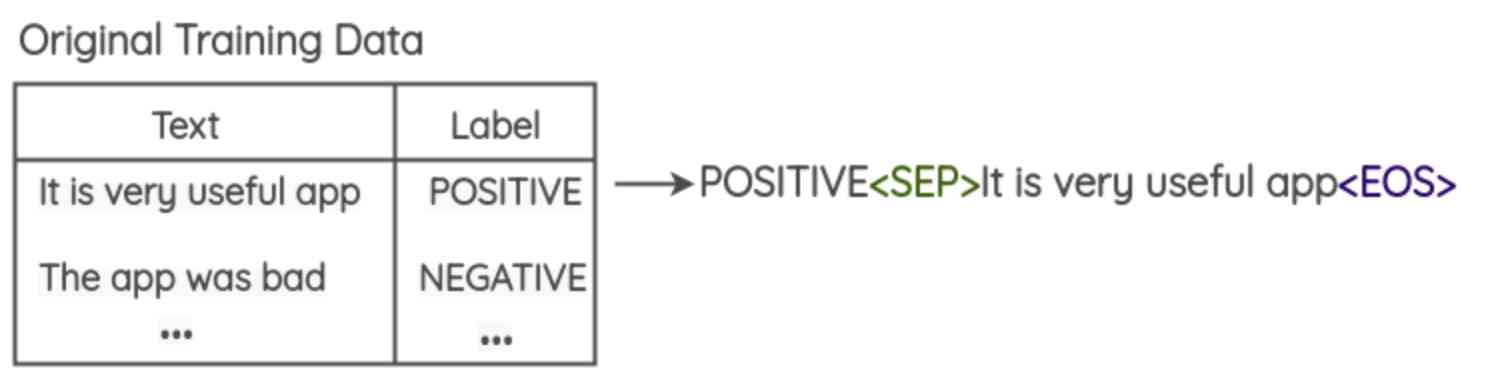 Original Training Data
Text Label
It is very useful app POSITIVE
POSITIVE<SEP>It is very useful app<EOS>
The app was bad NEGATIVE
... ...